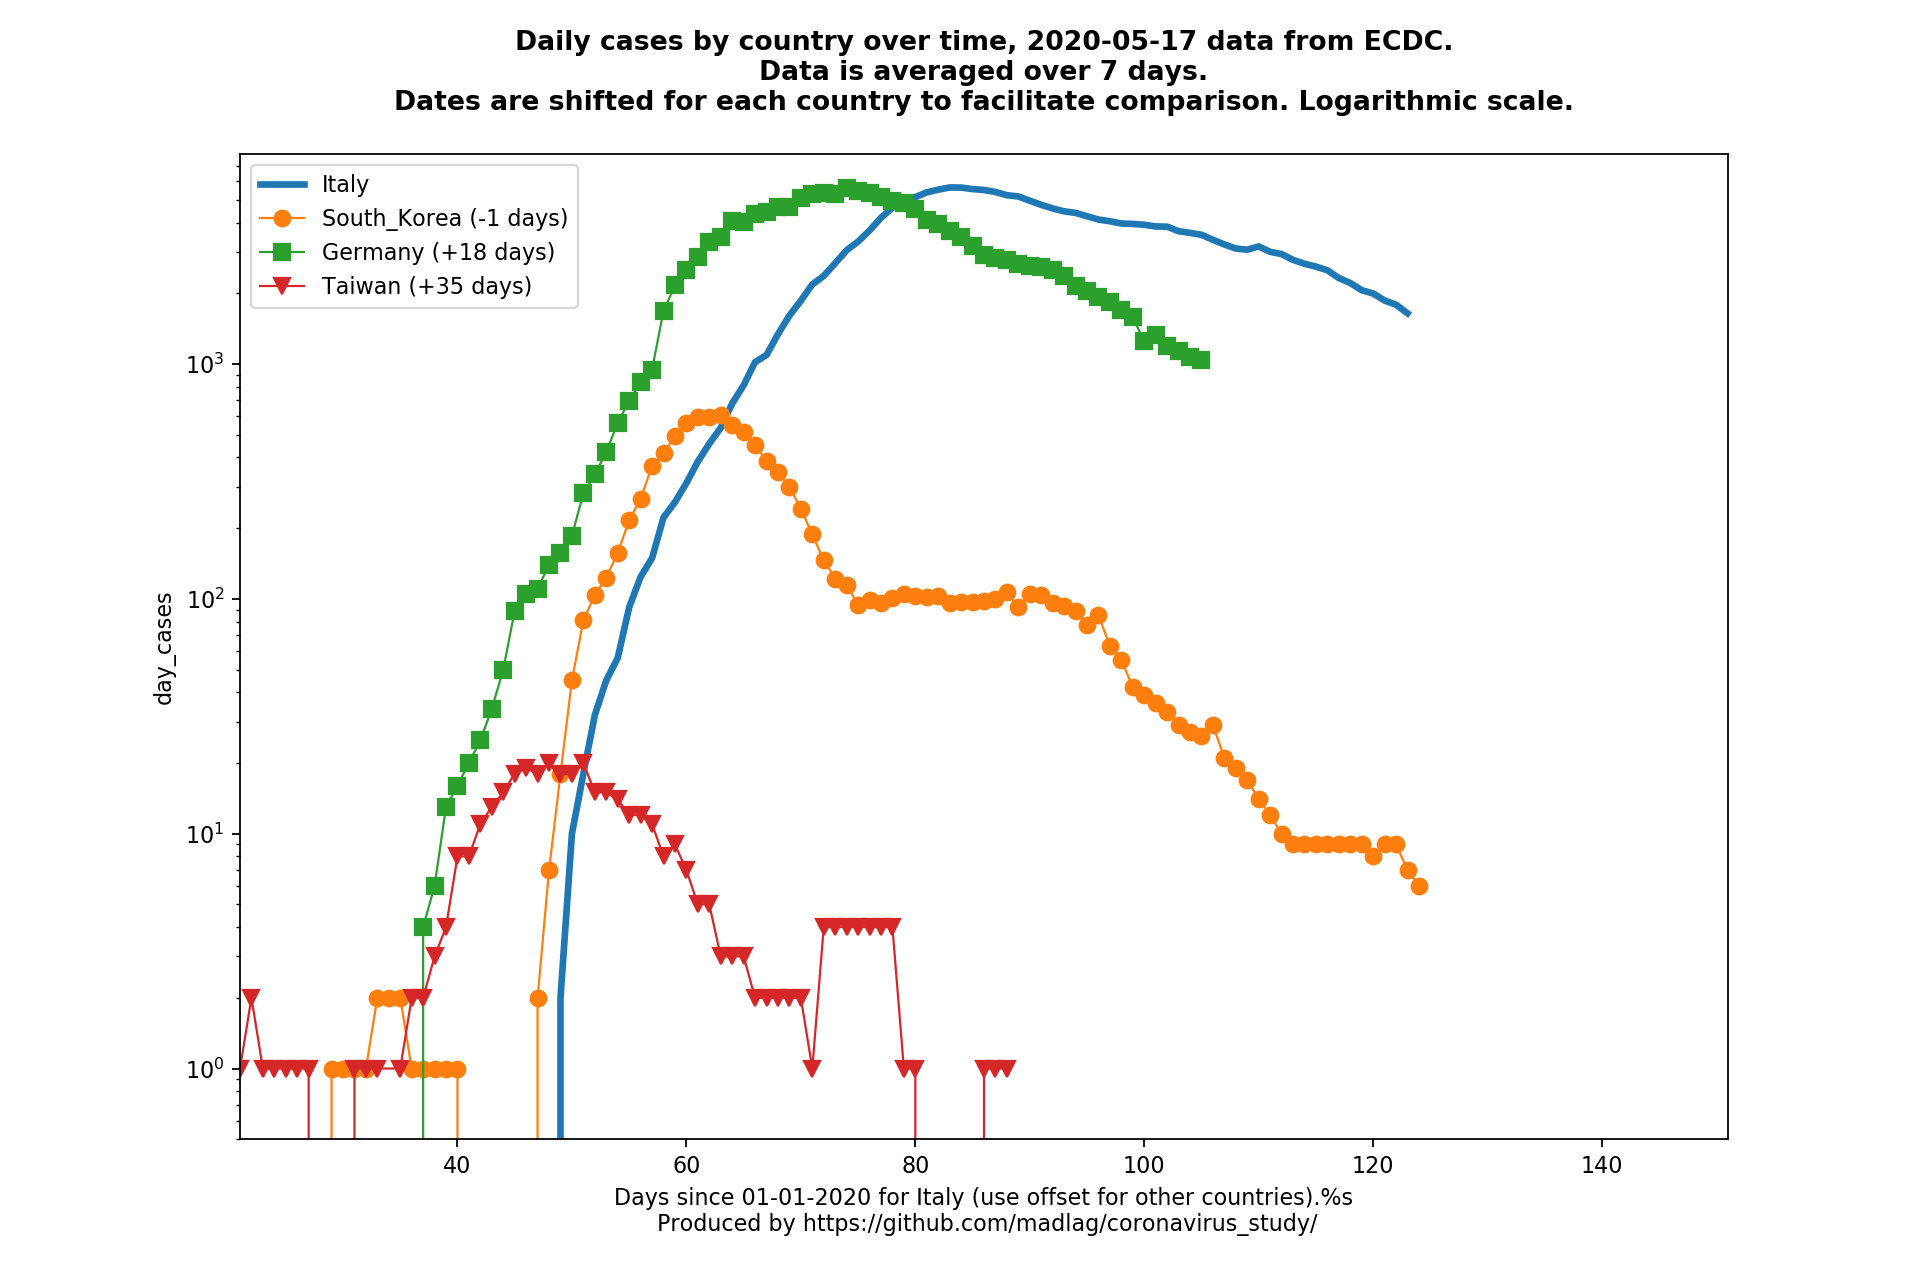 Daily cases by country over time, 2020-05-17 data from ECDC.
Data is averaged over 7 days.
Dates are shifted for each country to facilitate comparison. Logarithmic scale.
Italy
South_Korea (-1 days)
Germany (+18 days)
Taiwan (+35 days)
10³
10²
10¹
10⁰
day_cases
40 60 80 100 120 140
Days since 01-01-2020 for Italy (use offset for other countries).%s
Produced by https://github.com/madlag/coronavirus_study/